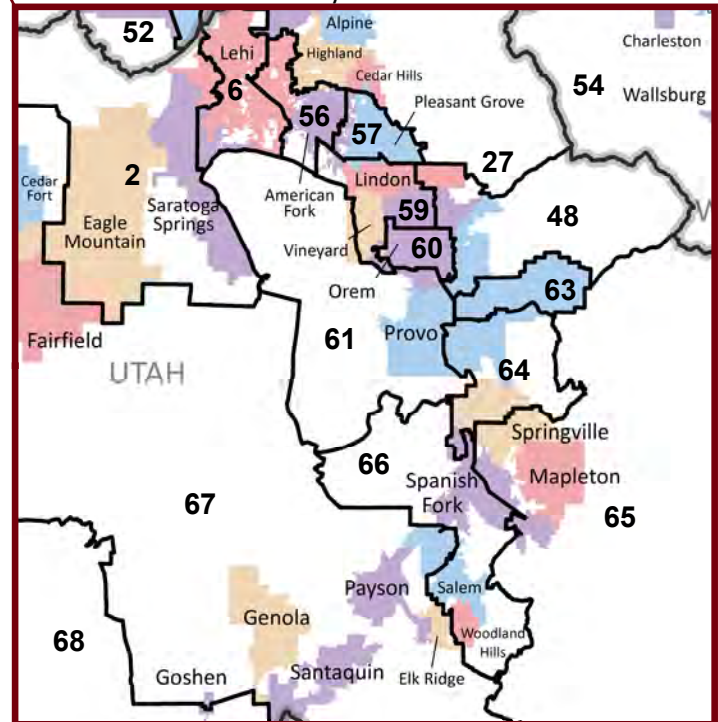 52
Alpine
Lehi
Highland
Charleston
6
Cedar Hills
54
56
57
Pleasant Grove
Wallsburg
27
2
Cedar
Fort
American
Fork
Lindon
Eagle
Mountain
Saratoga
Springs
59
48
Vineyard
60
Orem
63
Fairfield
61
Provo
UTAH
64
Springville
66
Spanish
Fork
Mapleton
67
65
Payson
Salem
Genola
68
Woodland
Hills
Goshen
Santaquin
Elk Ridge